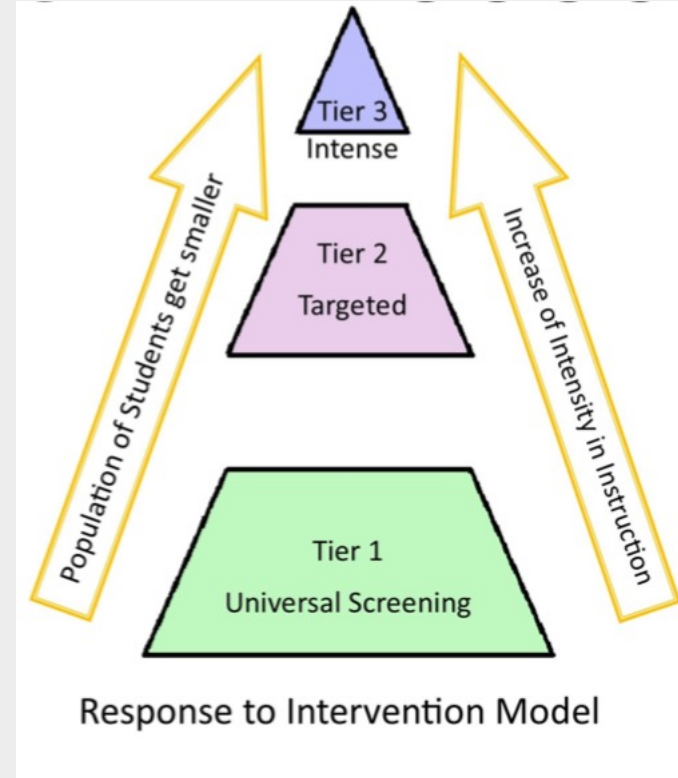 Tier 3
Intense
Tier 2
Targeted
Tier 1
Universal Screening
Population of Students get smaller
Increase of Intensity in Instruction
Response to Intervention Model